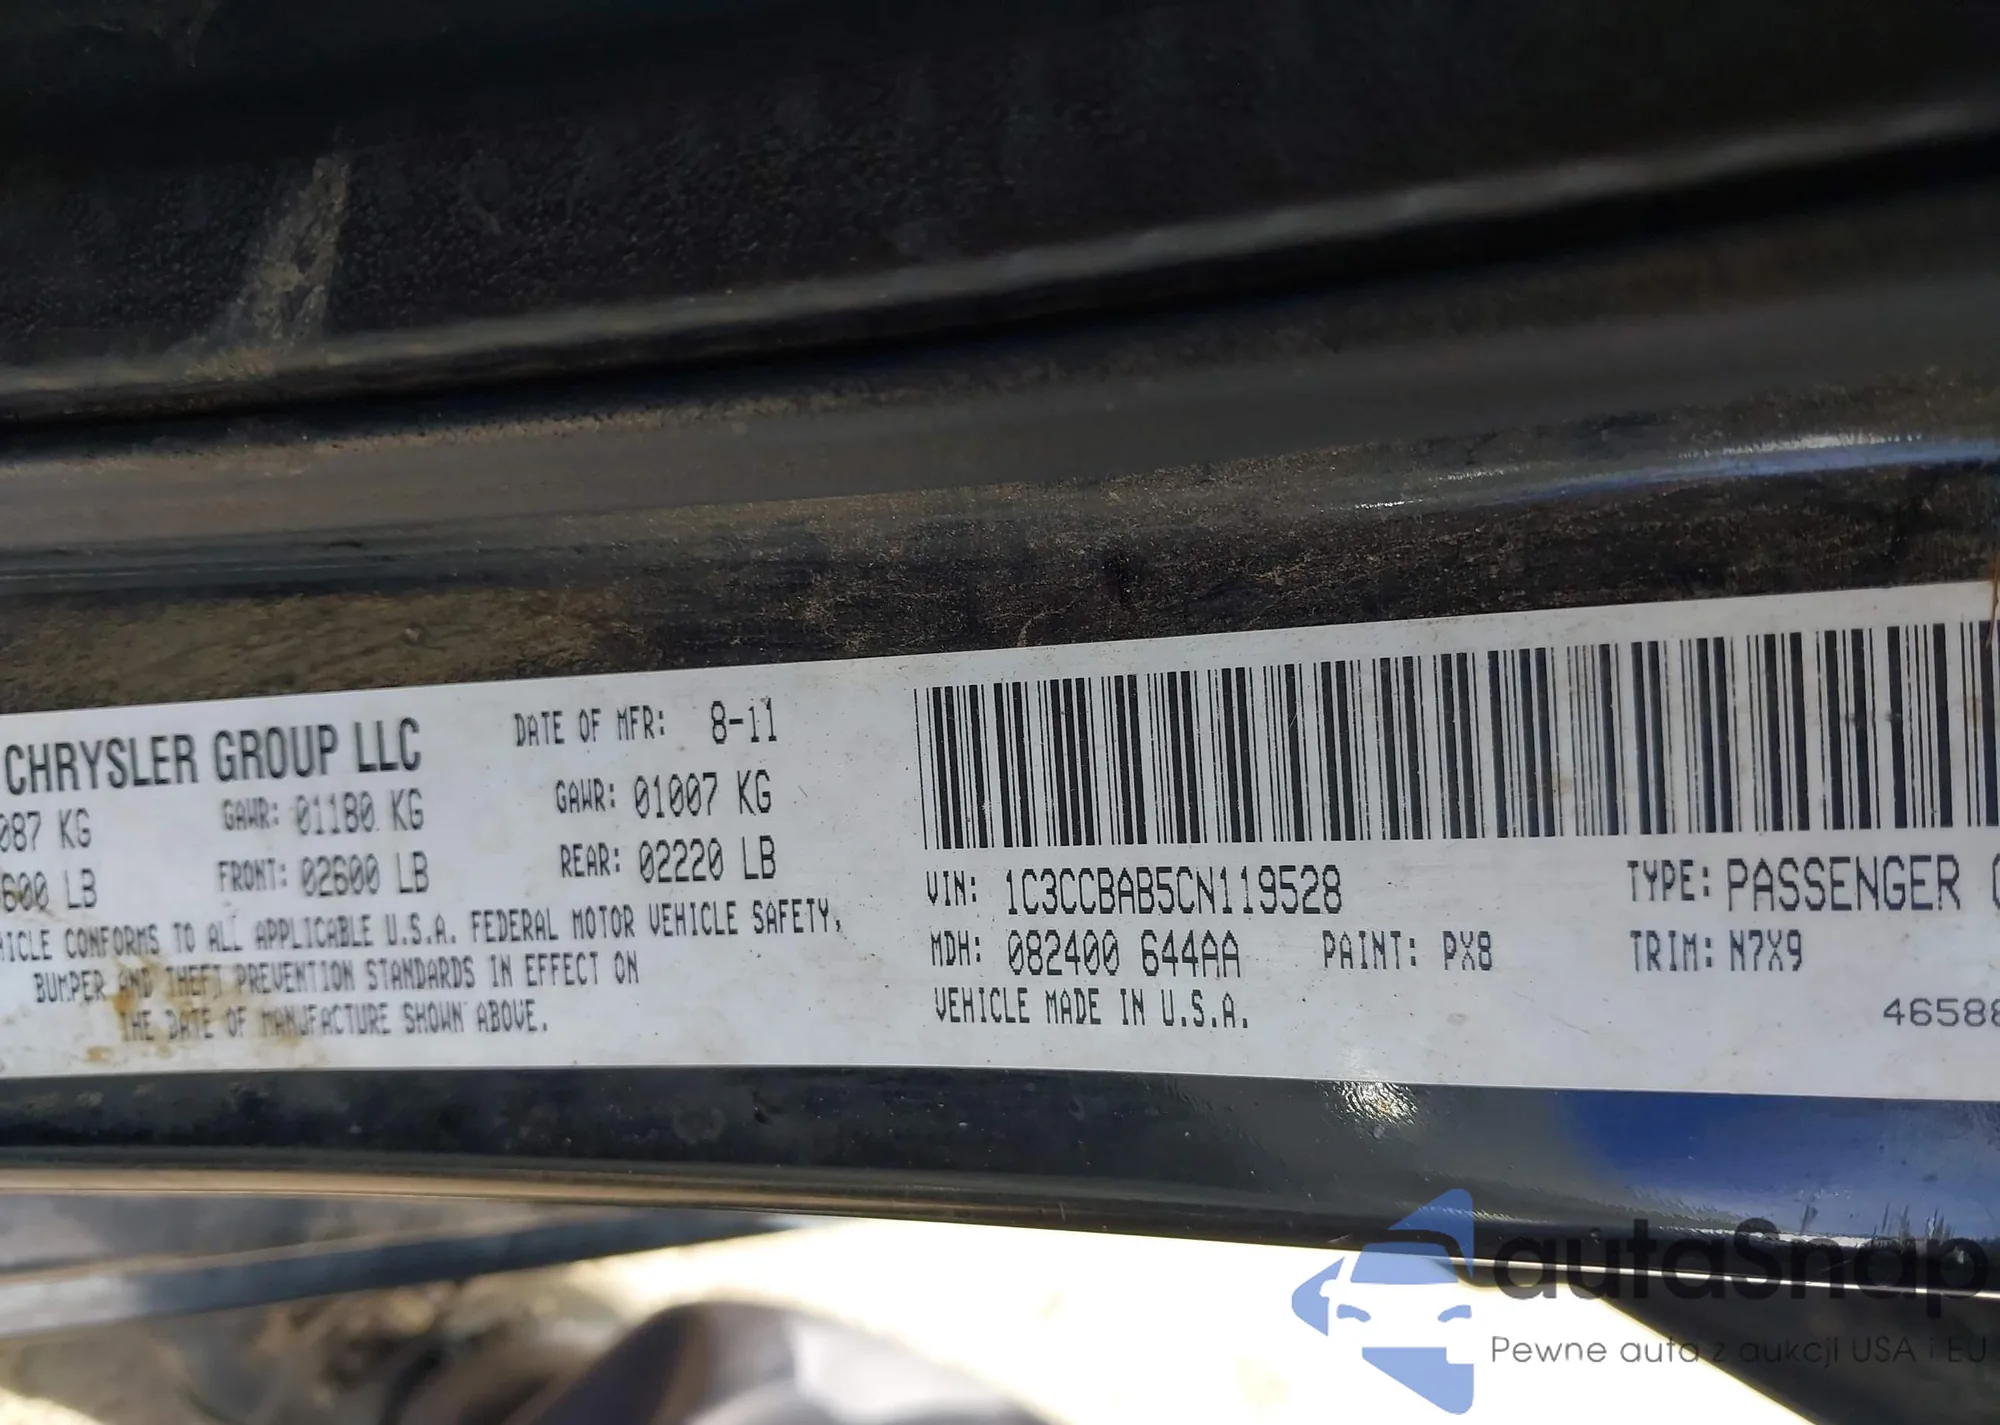 CHRYSLER GROUP LLC
DATE OF MFR: 8-11
087 KG GAWR: 01180 KG GAWR: 01007 KG
600 LB FRONT: 02600 LB REAR: 02220 LB
HICLE CONFORMS TO ALL APPLICABLE U.S.A. FEDERAL MOTOR VEHICLE SAFETY,
BUMPER AND THEFT PREVENTION STANDARDS IN EFFECT ON
THE DATE OF MANUFACTURE SHOWN ABOVE.
VIN: 1C3CCBAB5CN119528 TYPE: PASSENGER
MDH: 082400 644AA PAINT: PX8 TRIM: N7X9
VEHICLE MADE IN U.S.A.
4658
autaSnap
Pewne auta z aukcji USA i EU